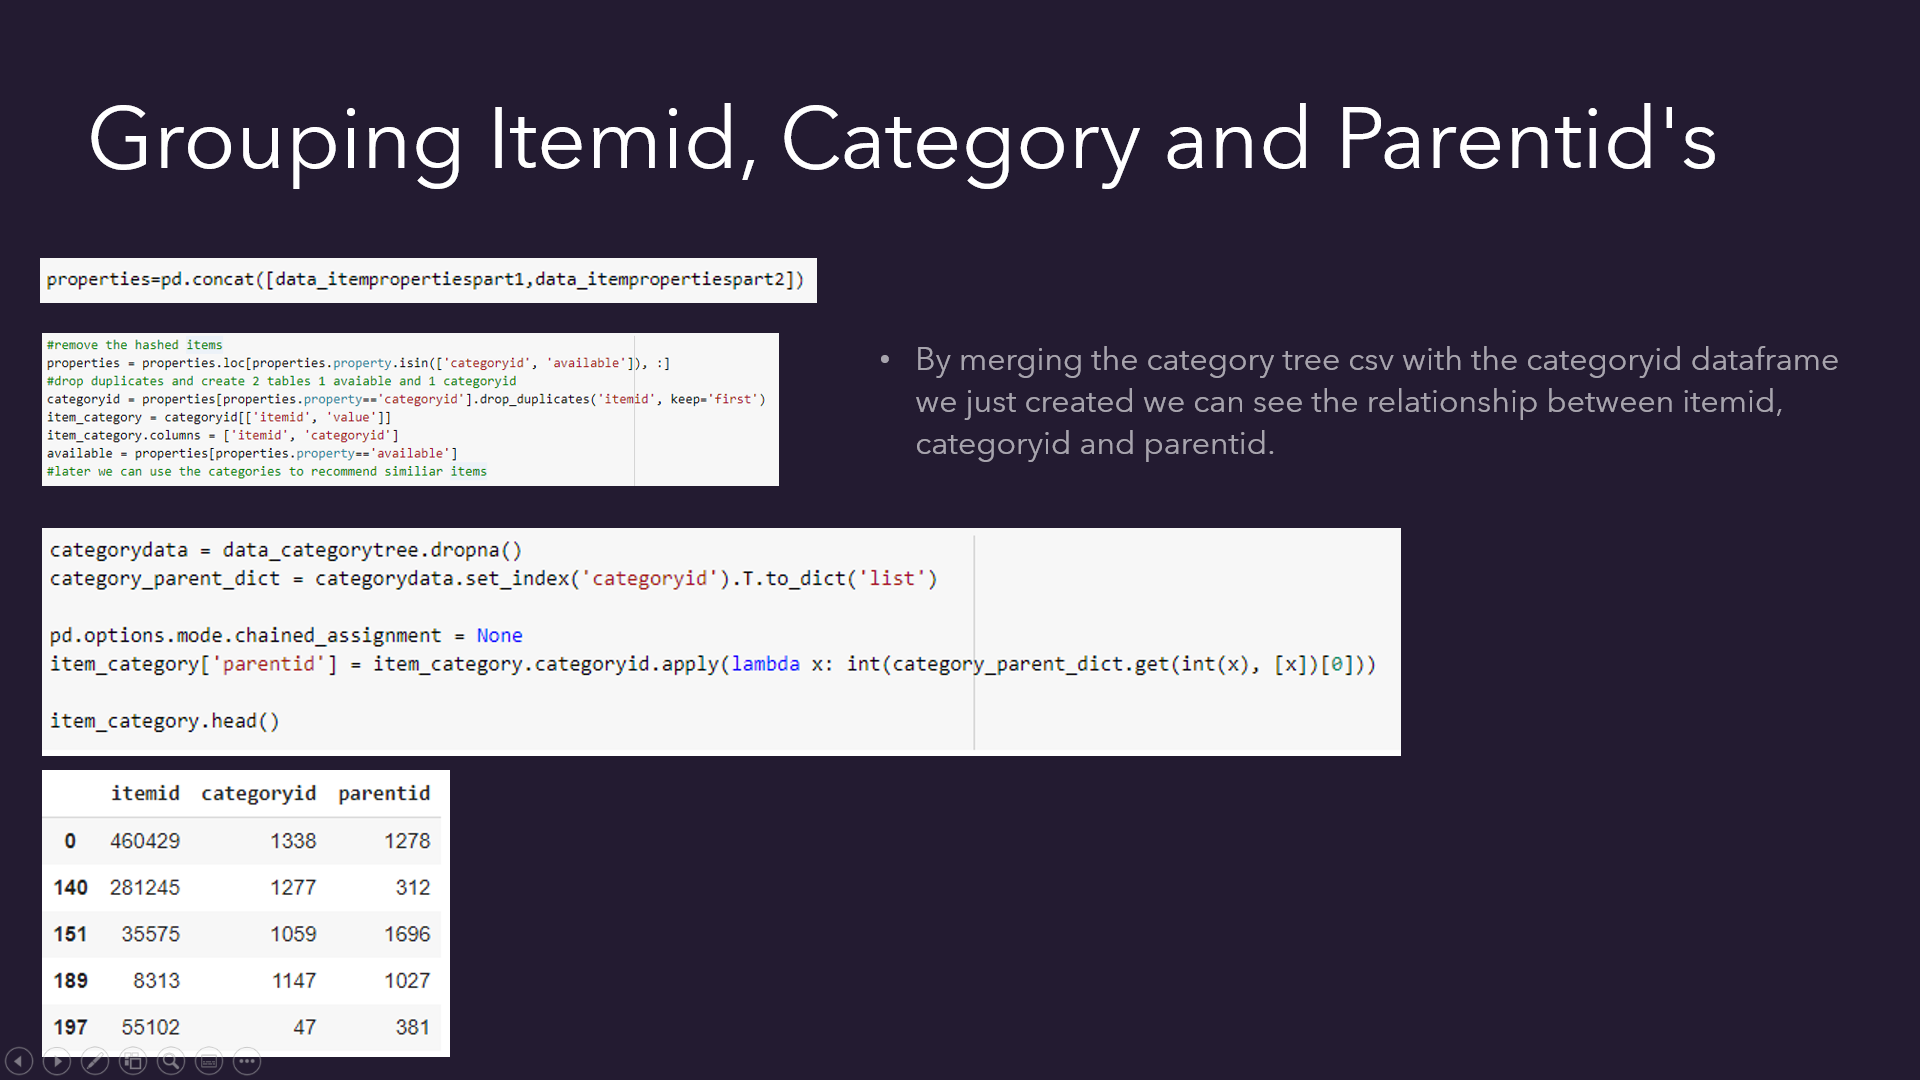 Grouping Itemid, Category and Parentid's
properties=pd.concat([data_itempropertiespart1,data_itempropertiespart2])
#remove the hashed items
properties = properties.loc[properties.property.isin(['categoryid', 'available']), :]
#drop duplicates and create 2 tables 1 avaiable and 1 categoryid
categoryid = properties[properties.property=='categoryid'].drop_duplicates('itemid', keep='first')
item_category = categoryid[['itemid', 'value']]
item_category.columns = ['itemid', 'categoryid']
available = properties[properties.property=='available']
#later we can use the categories to recommend similiar items
• By merging the category tree csv with the categoryid dataframe
we just created we can see the relationship between itemid,
categoryid and parentid.
categorydata = data_categorytree.dropna()
category_parent_dict = categorydata.set_index('categoryid').T.to_dict('list')
pd.options.mode.chained_assignment = None
item_category['parentid'] = item_category.categoryid.apply(lambda x: int(category_parent_dict.get(int(x), [x])[0]))
item_category.head()
itemid categoryid parentid
0 460429 1338 1278
140 281245 1277 312
151 35575 1059 1696
189 8313 1147 1027
197 55102 47 381